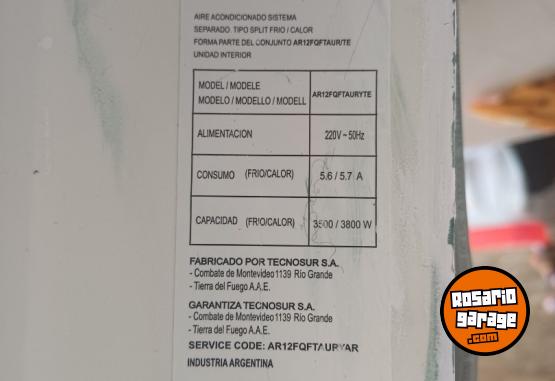 AIRE ACONDICIONADO SISTEMA
SEPARADO. TIPO SPLIT FRIO / CALOR
FORMA PARTE DEL CONJUNTO AR12FQFTAUR/TE
UNIDAD INTERIOR
MODEL / MODELE
MODELO / MODELLO / MODELL AR12FQFTAURYTE
ALIMENTACION 220V ~ 50Hz
CONSUMO (FRIO/CALOR) 5.6 / 5.7 A
CAPACIDAD (FRIO/CALOR) 3500 / 3800 W
FABRICADO POR TECNOSUR S.A.
- Combate de Montevideo 1139 Río Grande
- Tierra del Fuego A.A.E.
GARANTIZA TECNOSUR S.A.
- Combate de Montevideo 1139 Río Grande
- Tierra del Fuego A.A.E.
SERVICE CODE: AR12FQFTAURYAR
INDUSTRIA ARGENTINA
Rosario
garage
.com